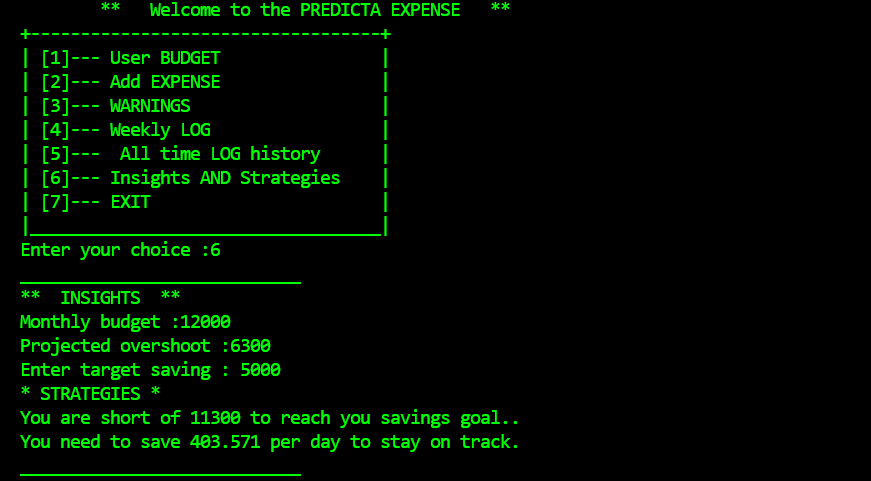 ** Welcome to the PREDICTA EXPENSE **
+-----------------------------------+
| [1]--- User BUDGET |
| [2]--- Add EXPENSE |
| [3]--- WARNINGS |
| [4]--- Weekly LOG |
| [5]--- All time LOG history |
| [6]--- Insights AND Strategies |
| [7]--- EXIT |
|___________________________________|
Enter your choice :6
____________________________
** INSIGHTS **
Monthly budget :12000
Projected overshoot :6300
Enter target saving : 5000
* STRATEGIES *
You are short of 11300 to reach you savings goal..
You need to save 403.571 per day to stay on track.
____________________________